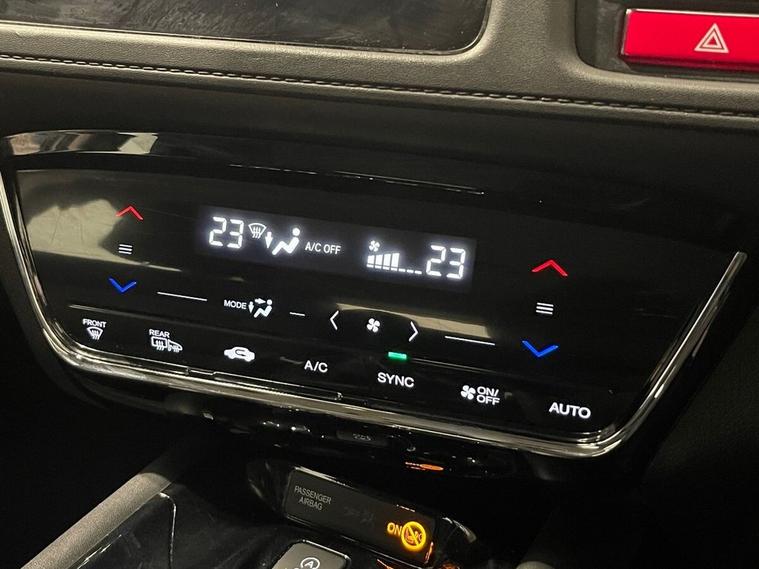 23 A/C OFF 23
MODE
FRONT
REAR
A/C
SYNC
ON/
OFF
AUTO
PASSENGER
AIRBAG
ON